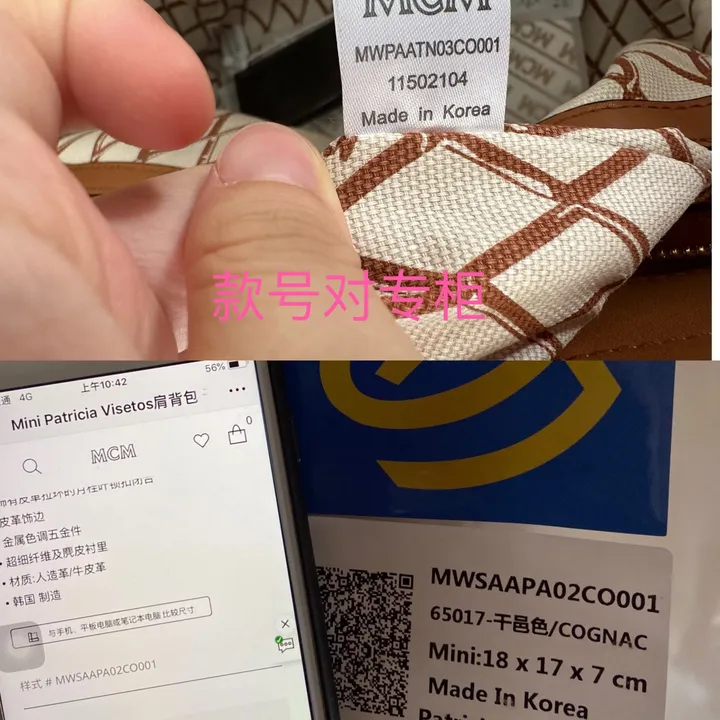 MCM
MWPAATN03CO001
11502104
Made in Korea
MCM
款号对专柜
通 4G
上午10:42
56%
Mini Patricia Visetos肩背包
MCM
0
皮革饰边
金属色调五金件
• 超细纤维及麂皮衬里
• 材质:人造革/牛皮革
• 韩国 制造
与手机、平板电脑或笔记本电脑 比较尺寸
样式 # MWSAAPA02CO001
MWSAAPA02CO001
65017-干邑色/COGNAC
Mini:18 x 17 x 7 cm
Made In Korea